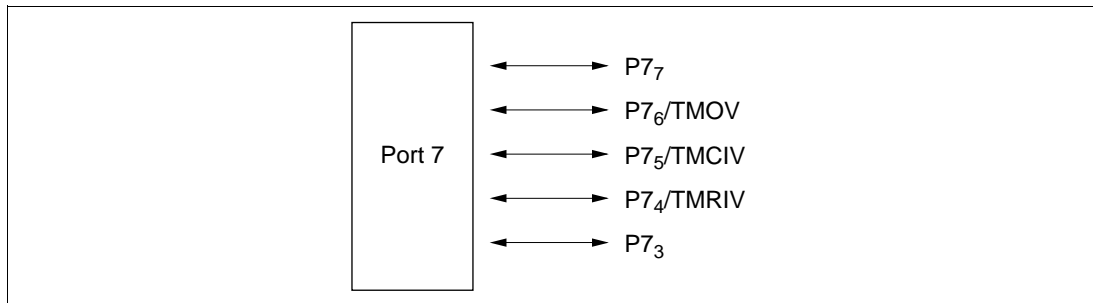 P7₇
P7₆/TMOV
Port 7
P7₅/TMCIV
P7₄/TMRIV
P7₃